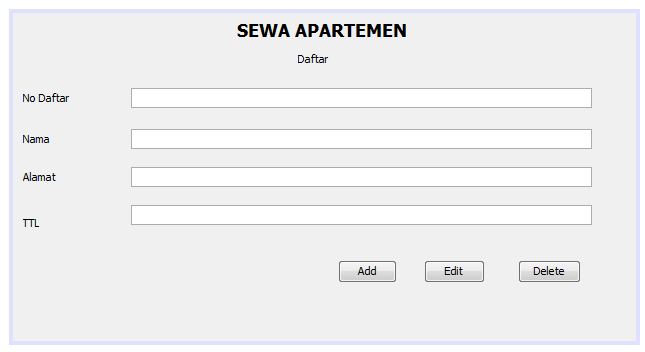 SEWA APARTEMEN
Daftar
No Daftar
Nama
Alamat
TTL
Add Edit Delete